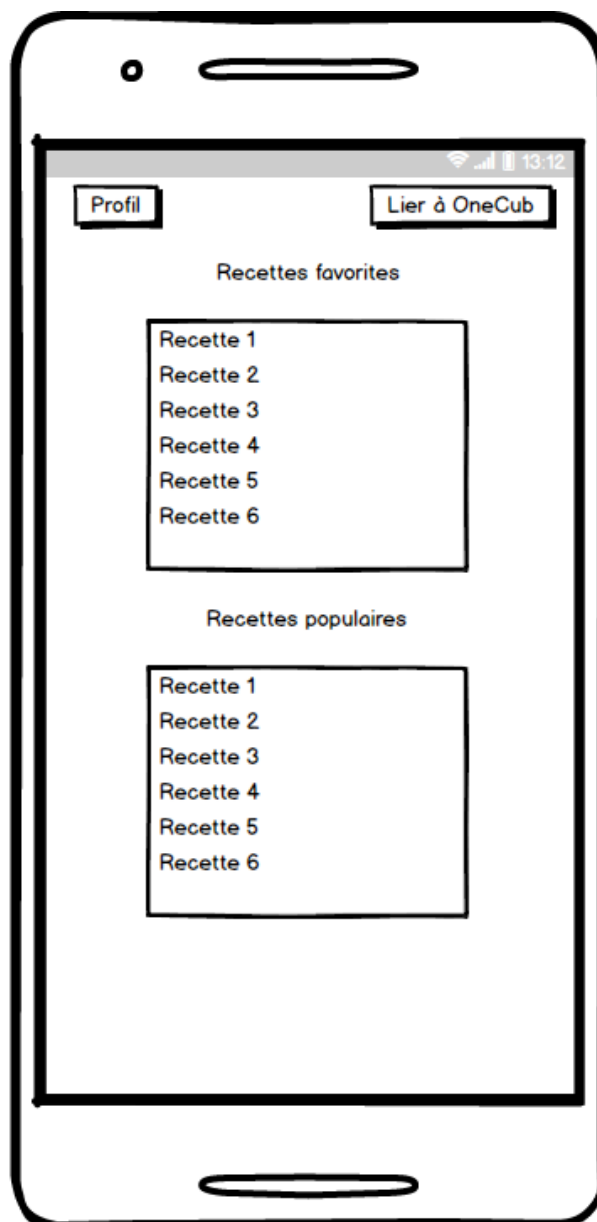 13:12
Profil
Lier à OneCub
Recettes favorites
Recette 1
Recette 2
Recette 3
Recette 4
Recette 5
Recette 6
Recettes populaires
Recette 1
Recette 2
Recette 3
Recette 4
Recette 5
Recette 6